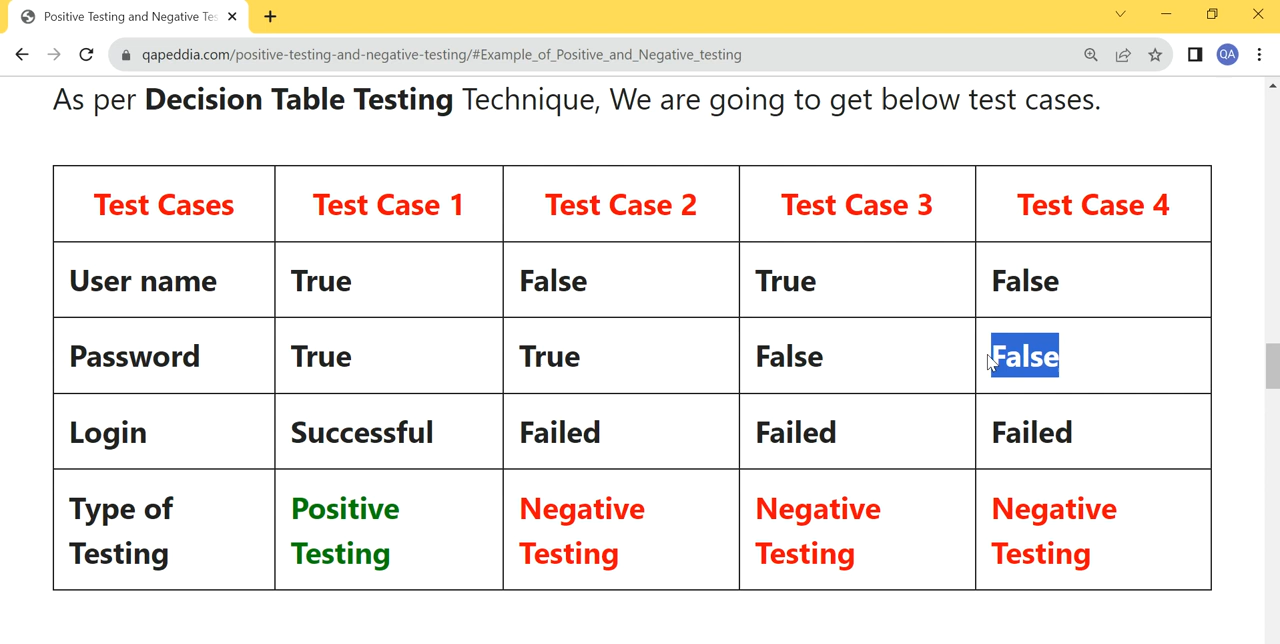 Positive Testing and Negative Tes
qapeddia.com/positive-testing-and-negative-testing/#Example_of_Positive_and_Negative_testing
QA
As per Decision Table Testing Technique, We are going to get below test cases.
Test Cases Test Case 1 Test Case 2 Test Case 3 Test Case 4
User name True False True False
Password True True False False
Login Successful Failed Failed Failed
Type of Positive Negative Negative Negative
Testing Testing Testing Testing Testing